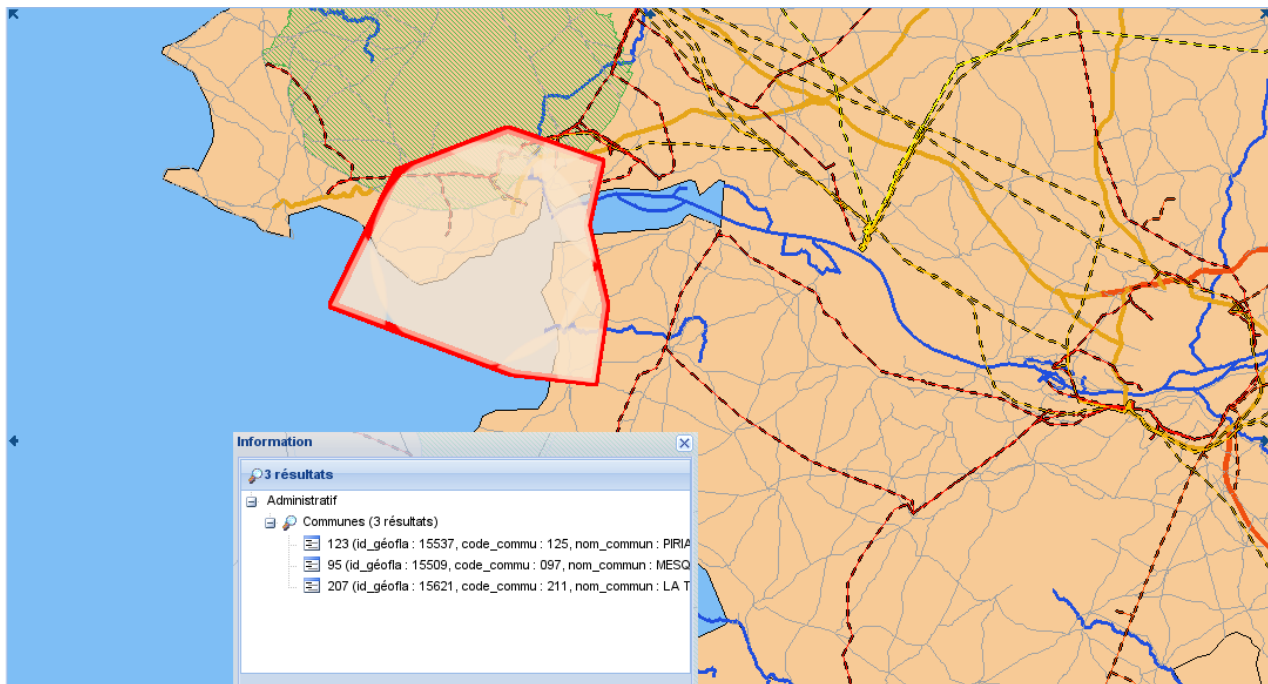 Information
3 résultats
Administratif
Communes (3 résultats)
123 (id_géofla : 15537, code_commu : 125, nom_commun : PIRIA
95 (id_géofla : 15509, code_commu : 097, nom_commun : MESQ
207 (id_géofla : 15621, code_commu : 211, nom_commun : LA T